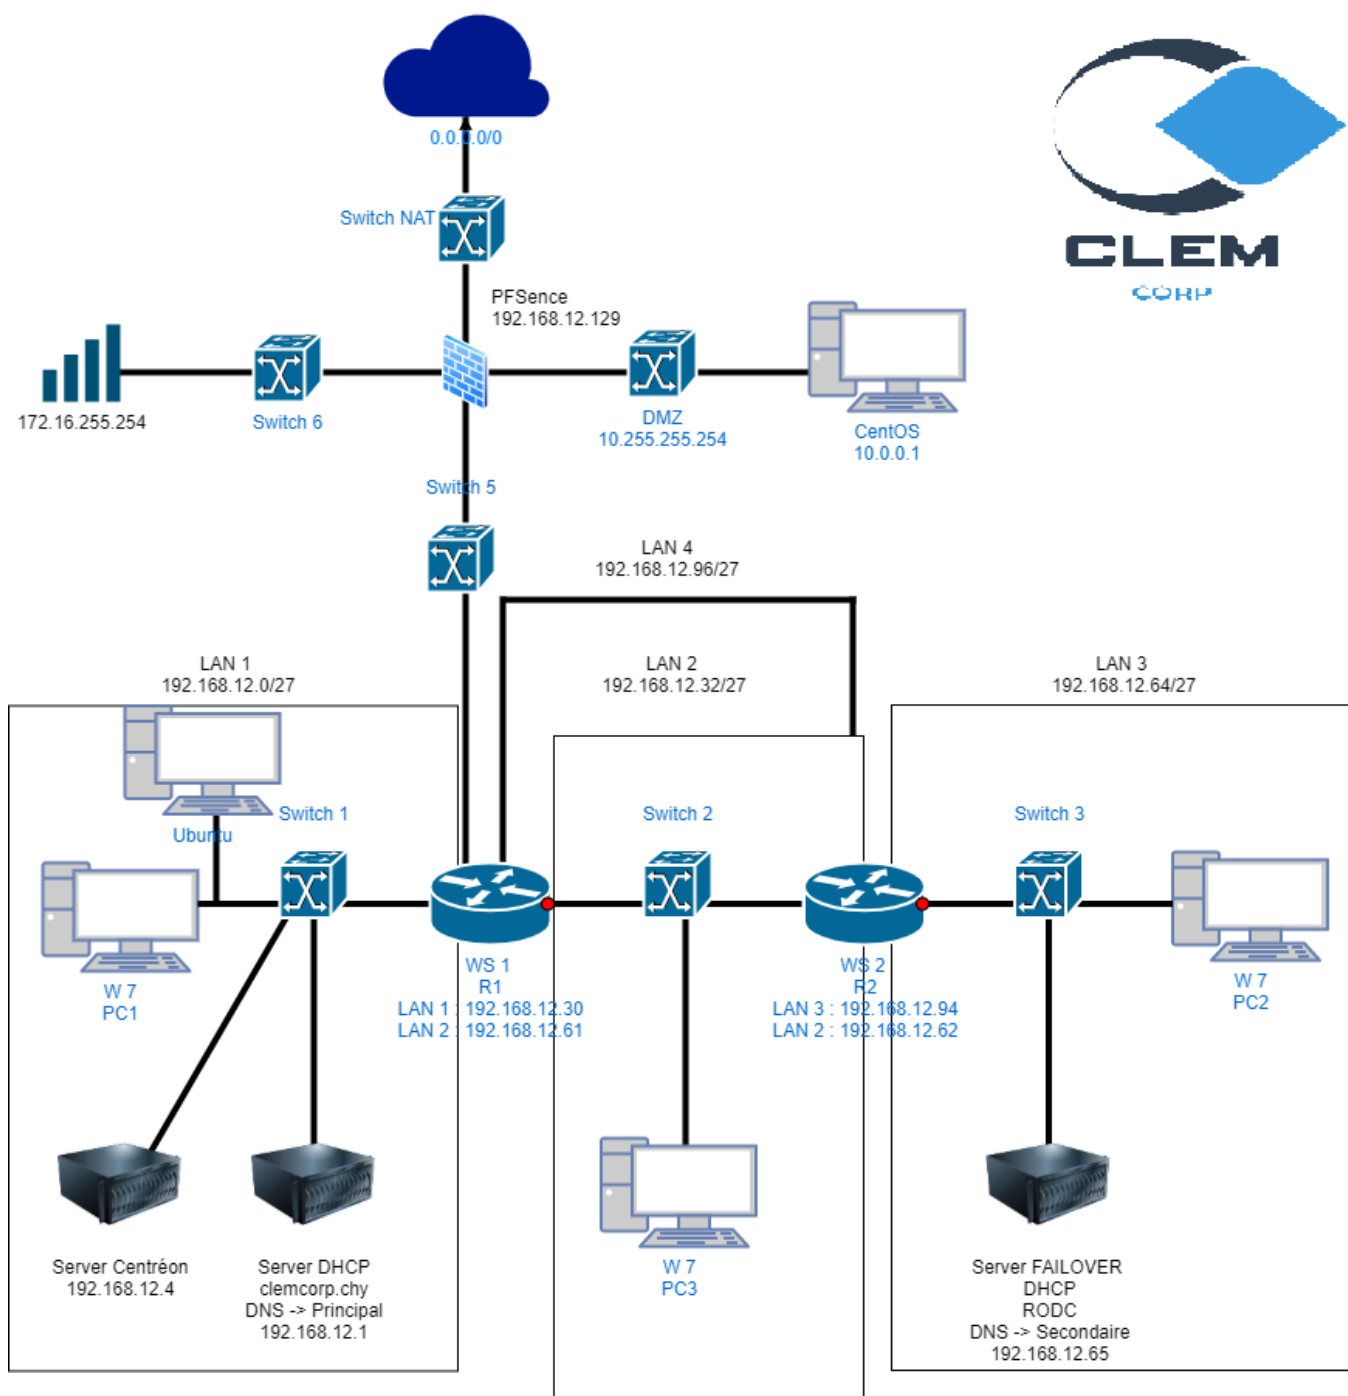 0.0.0.0/0
CLEM
CORP
Switch NAT
PFSence
192.168.12.129
172.16.255.254
Switch 6
DMZ
10.255.255.254
CentOS
10.0.0.1
Switch 5
LAN 4
192.168.12.96/27
LAN 1
192.168.12.0/27
LAN 2
192.168.12.32/27
LAN 3
192.168.12.64/27
Ubuntu
Switch 1
Switch 2
Switch 3
W 7
PC1
WS 1
R1
LAN 1 : 192.168.12.30
LAN 2 : 192.168.12.61
WS 2
R2
LAN 3 : 192.168.12.94
LAN 2 : 192.168.12.62
W 7
PC2
Server Centréon
192.168.12.4
Server DHCP
clemcorp.chy
DNS -> Principal
192.168.12.1
W 7
PC3
Server FAILOVER
DHCP
RODC
DNS -> Secondaire
192.168.12.65